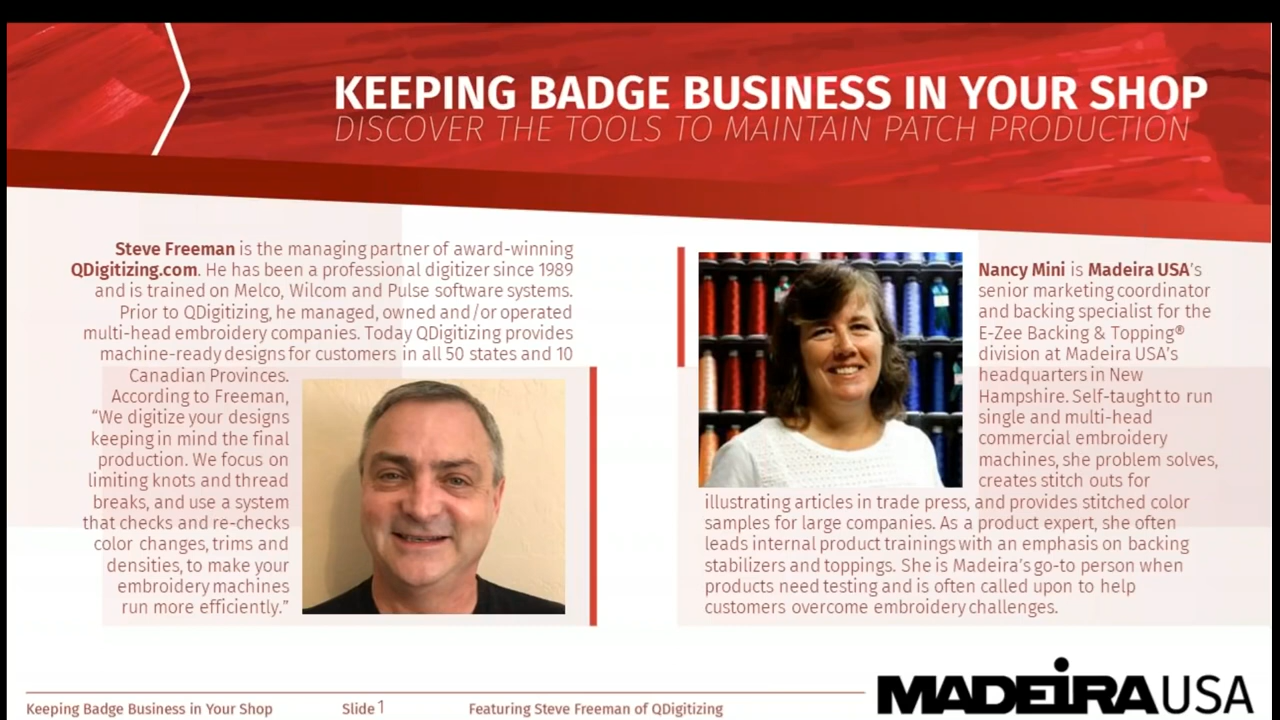 KEEPING BADGE BUSINESS IN YOUR SHOP
DISCOVER THE TOOLS TO MAINTAIN PATCH PRODUCTION
Steve Freeman is the managing partner of award-winning
QDigitizing.com. He has been a professional digitizer since 1989
and is trained on Melco, Wilcom and Pulse software systems.
Prior to QDigitizing, he managed, owned and/or operated
multi-head embroidery companies. Today QDigitizing provides
machine-ready designs for customers in all 50 states and 10
Canadian Provinces.
According to Freeman,
“We digitize your designs
keeping in mind the final
production. We focus on
limiting knots and thread
breaks, and use a system
that checks and re-checks
color changes, trims and
densities, to make your
embroidery machines
run more efficiently.”
Nancy Mini is Madeira USA’s
senior marketing coordinator
and backing specialist for the
E-Zee Backing & Topping®
division at Madeira USA’s
headquarters in New
Hampshire. Self-taught to run
single and multi-head
commercial embroidery
machines, she problem solves,
creates stitch outs for
illustrating articles in trade press, and provides stitched color
samples for large companies. As a product expert, she often
leads internal product trainings with an emphasis on backing
stabilizers and toppings. She is Madeira’s go-to person when
products need testing and is often called upon to help
customers overcome embroidery challenges.
Keeping Badge Business in Your Shop
Slide 1
Featuring Steve Freeman of QDigitizing
MADEIRA USA